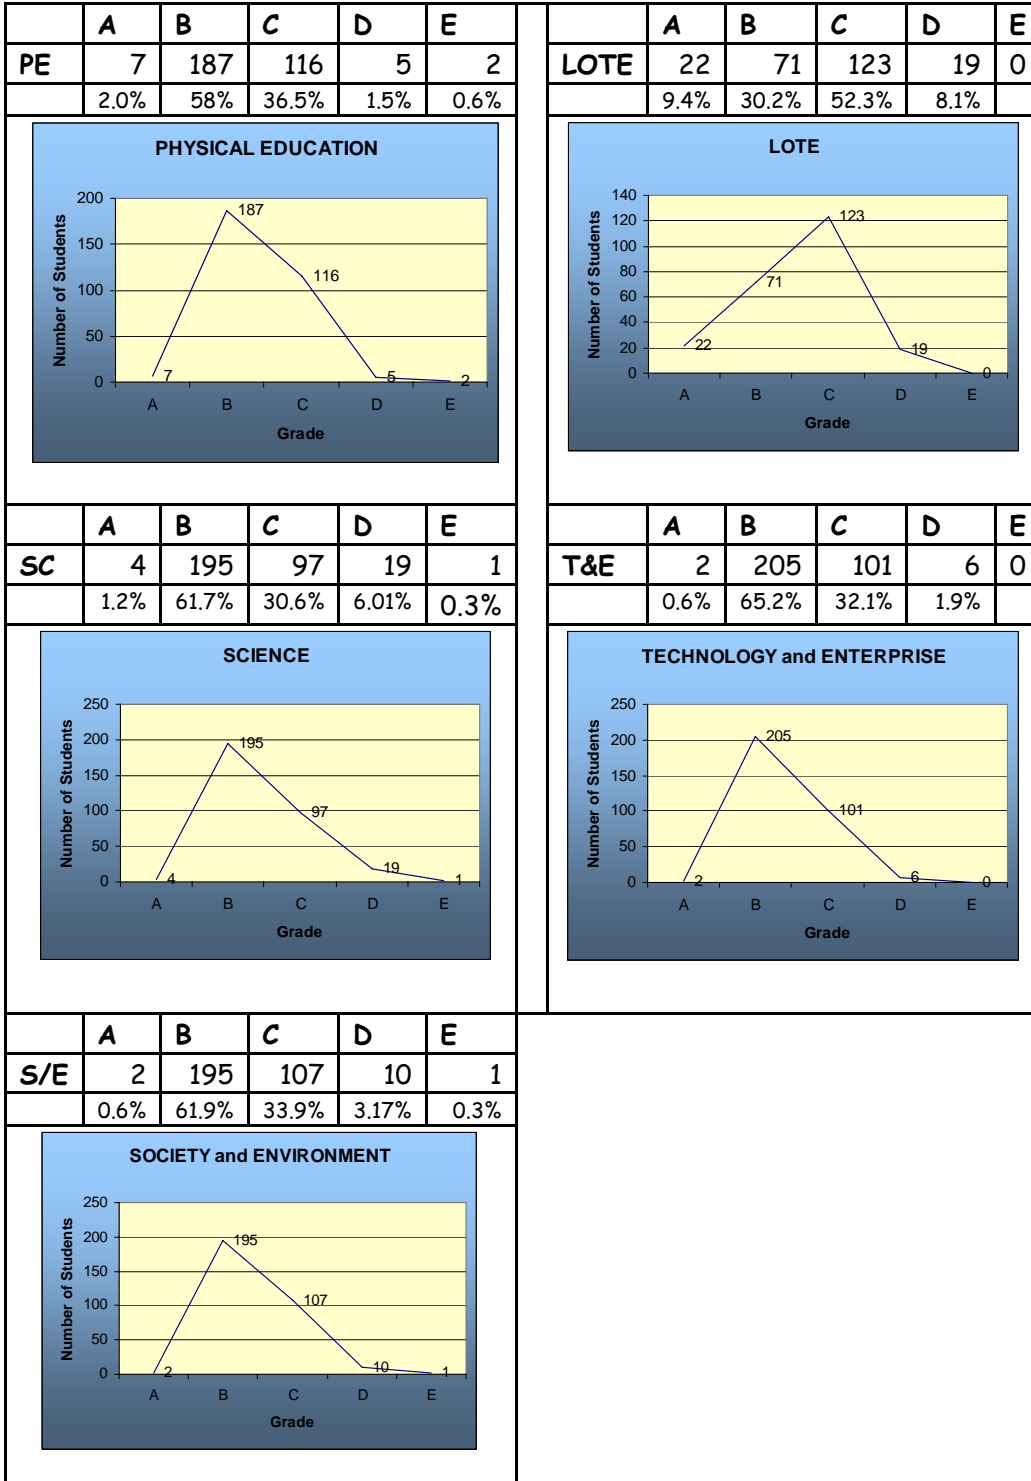 A B C D E
PE 7 187 116 5 2
2.0% 58% 36.5% 1.5% 0.6%
PHYSICAL EDUCATION
200
150
100
50
0
Number of Students
187
116
7
5
2
A B C D E
Grade
A B C D E
LOTE 22 71 123 19 0
9.4% 30.2% 52.3% 8.1%
LOTE
140
120
100
80
60
40
20
0
Number of Students
22
71
123
19
0
A B C D E
Grade
A B C D E
SC 4 195 97 19 1
1.2% 61.7% 30.6% 6.01% 0.3%
SCIENCE
250
200
150
100
50
0
Number of Students
4
195
97
19
1
A B C D E
Grade
A B C D E
T&E 2 205 101 6 0
0.6% 65.2% 32.1% 1.9%
TECHNOLOGY and ENTERPRISE
250
200
150
100
50
0
Number of Students
2
205
101
6
0
A B C D E
Grade
A B C D E
S/E 2 195 107 10 1
0.6% 61.9% 33.9% 3.17% 0.3%
SOCIETY and ENVIRONMENT
250
200
150
100
50
0
Number of Students
2
195
107
10
1
A B C D E
Grade